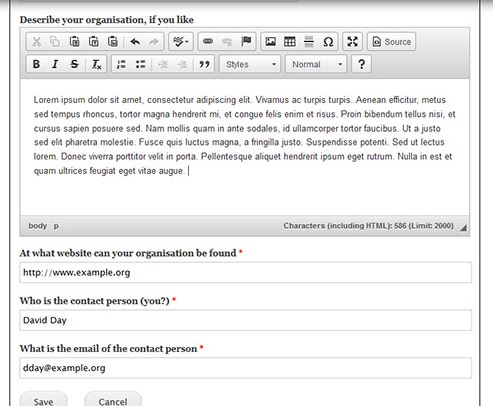 Describe your organisation, if you like
Source
B I S Ix Styles Normal ?
Lorem ipsum dolor sit amet, consectetur adipiscing elit. Vivamus ac turpis turpis. Aenean efficitur, metus
sed tempus rhoncus, tortor magna hendrerit mi, et congue felis enim et risus. Proin bibendum tellus nisi, et
cursus sapien posuere sed. Nam mollis quam in ante sodales, id ullamcorper tortor faucibus. Ut a justo
sed elit pharetra molestie. Fusce quis luctus magna, a fringilla justo. Suspendisse potenti. Sed ut lectus
lorem. Donec viverra porttitor velit in porta. Pellentesque aliquet hendrerit ipsum eget rutrum. Nulla in est et
quam ultrices feugiat eget vitae augue.
body p Characters (including HTML): 586 (Limit: 2000)
At what website can your organisation be found *
http://www.example.org
Who is the contact person (you?) *
David Day
What is the email of the contact person *
dday@example.org
Save Cancel